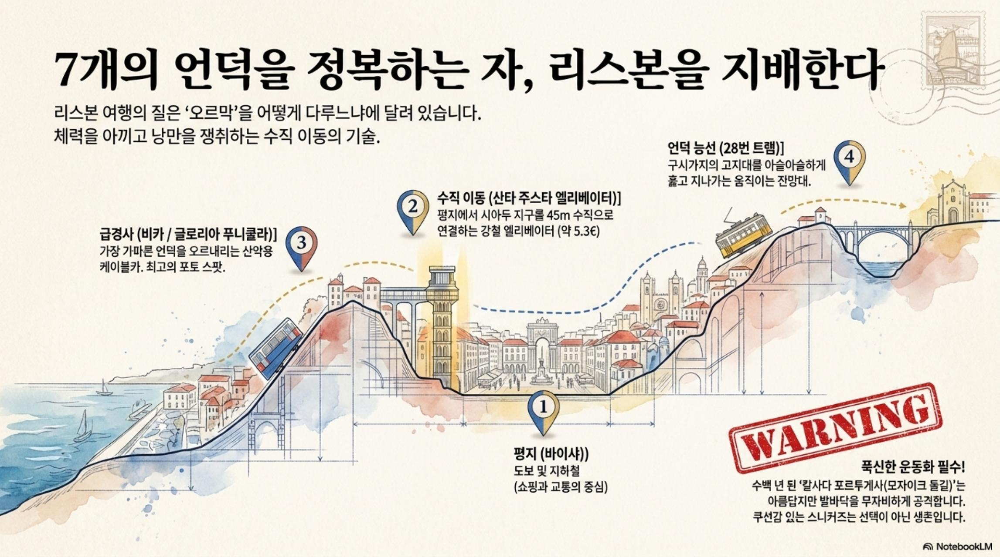 7개의 언덕을 정복하는 자, 리스본을 지배한다
리스본 여행의 질은 ‘오르막’을 어떻게 다루느냐에 달려 있습니다.
체력을 아끼고 낭만을 쟁취하는 수직 이동의 기술.
급경사 (비카 / 글로리아 푸니쿨라)]
가장 가파른 언덕을 오르내리는 산악용
케이블카. 최고의 포토 스팟.
3
2
수직 이동 (산타 주스타 엘리베이터)]
평지에서 시아두 지구를 45m 수직으로
연결하는 강철 엘리베이터 (약 5.3€)
언덕 능선 (28번 트램)]
구시가지의 고지대를 아슬아슬하게
훑고 지나가는 움직이는 잔망대.
4
1
평지 (바이샤))
도보 및 지하철
(쇼핑과 교통의 중심)
WARNING
푹신한 운동화 필수!
수백 년 된 ‘칼사다 포르투게사(모자이크 돌길)’는
아름답지만 발바닥을 무자비하게 공격합니다.
쿠션감 있는 스니커즈는 선택이 아닌 생존입니다.
NotebookLM